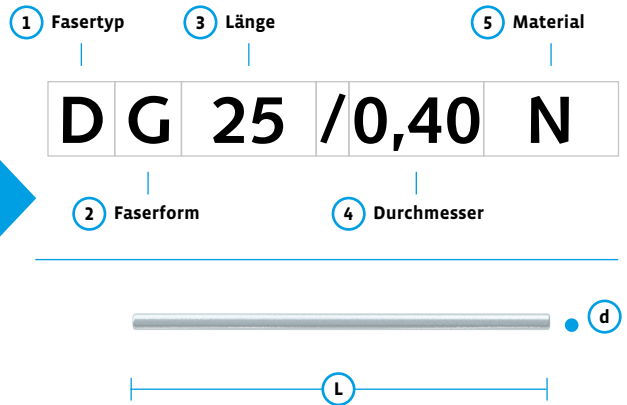 1 Fasertyp 3 Länge 5 Material
D G 25 /0,40 N
2 Faserform 4 Durchmesser
d
L